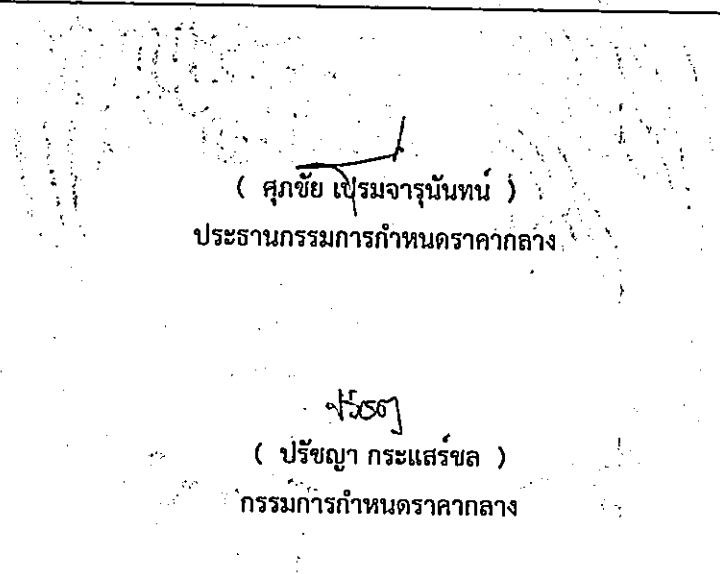 ( ศุภชัย เปรมจารุนันทน์ )
ประธานกรรมการกำหนดราคากลาง
( ปรัชญา กระแสร์ชล )
กรรมการกำหนดราคากลาง